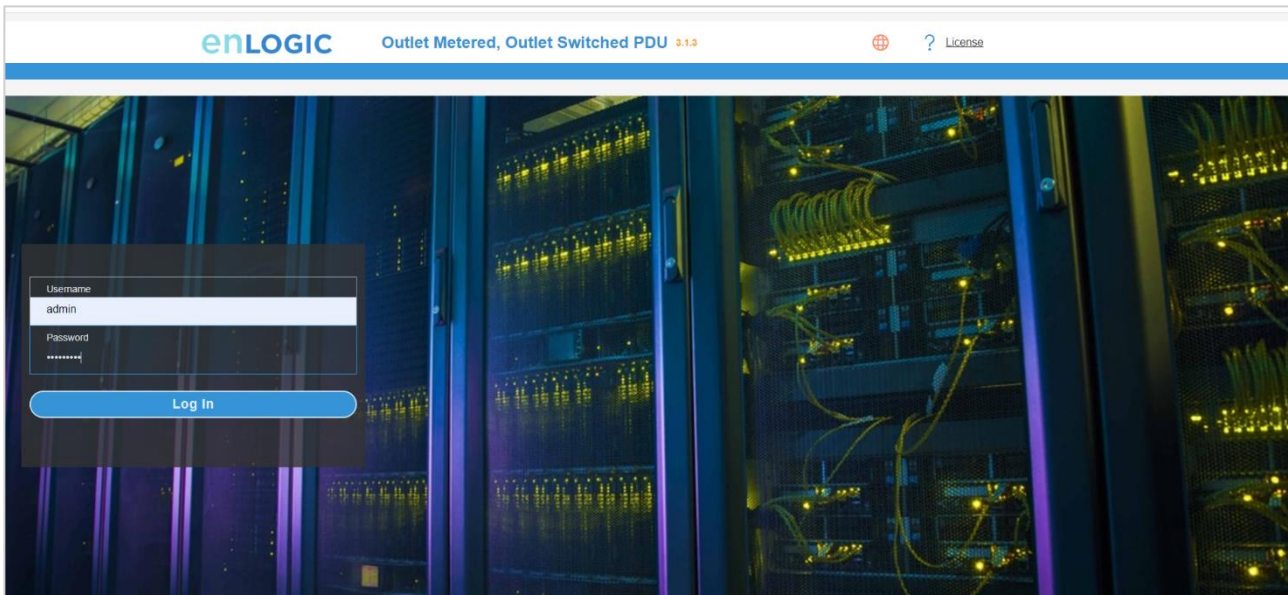 enLOGIC
Outlet Metered, Outlet Switched PDU 3.1.3
? License
Username
admin
Password
•••••••••
Log In